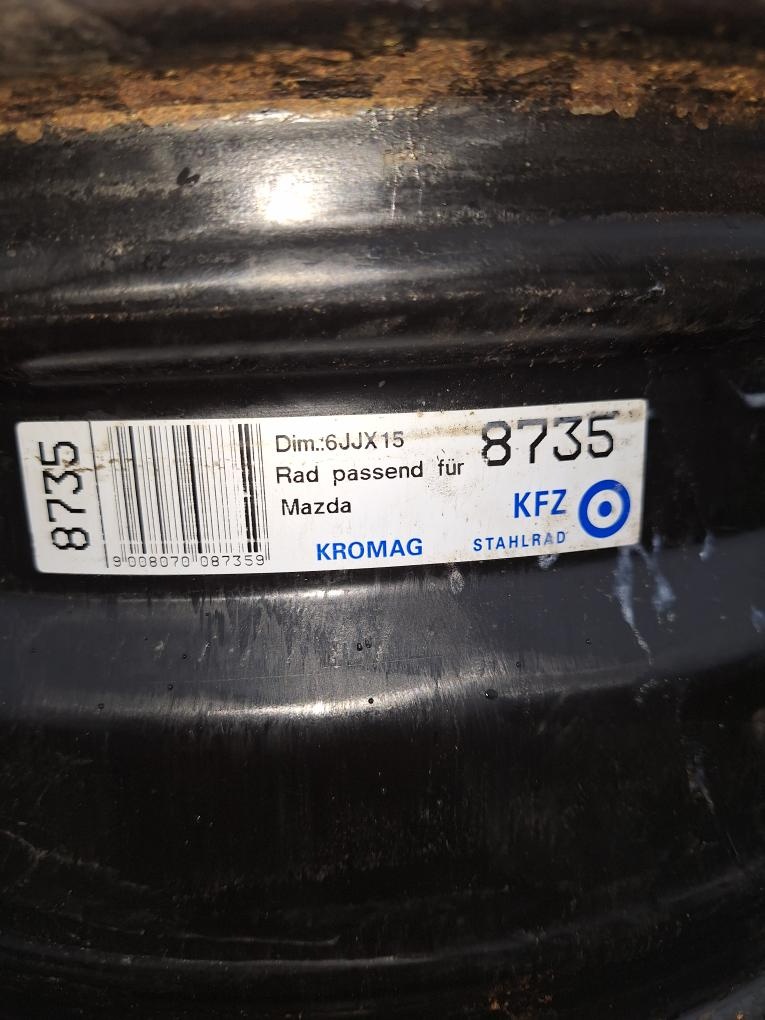 8735
9 008070 087359
Dim.:6JJX15
8735
Rad passend für
Mazda
KFZ
KROMAG
STAHLRAD